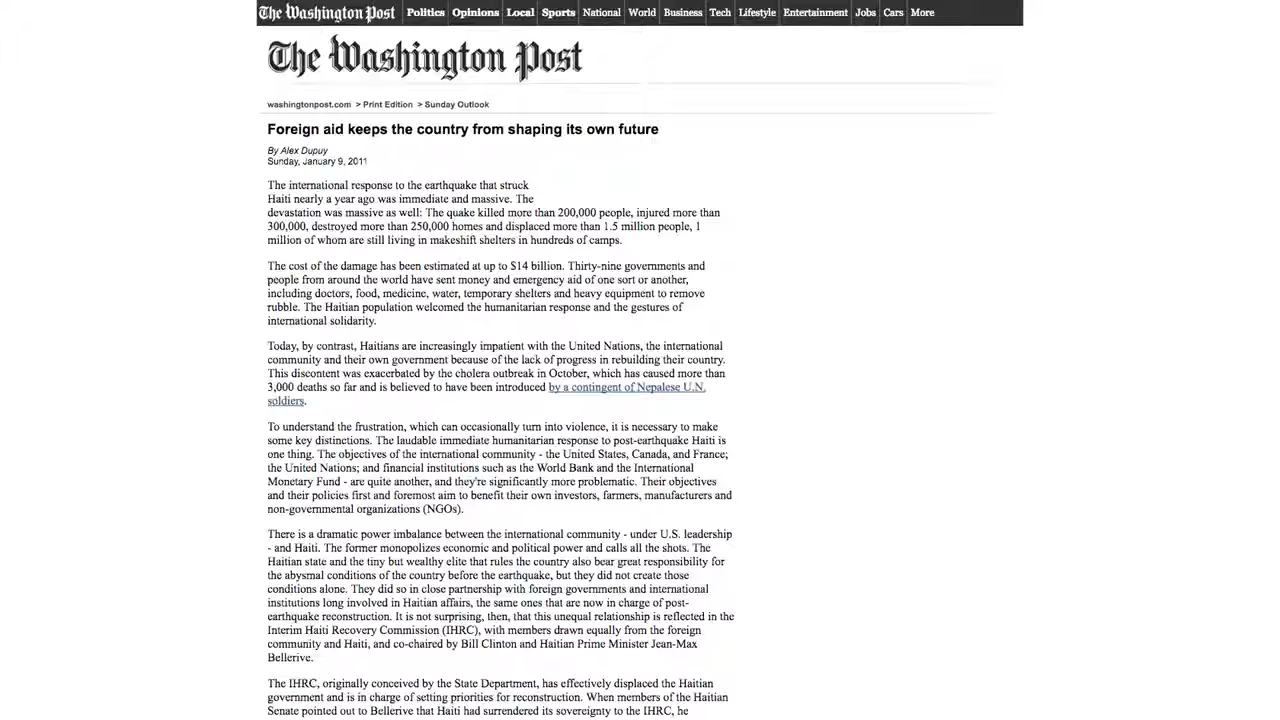 The Washington Post Politics Opinions Local Sports National World Business Tech Lifestyle Entertainment Jobs Cars More
The Washington Post
washingtonpost.com > Print Edition > Sunday Outlook
Foreign aid keeps the country from shaping its own future
By Alex Dupuy
Sunday, January 9, 2011
The international response to the earthquake that struck
Haiti nearly a year ago was immediate and massive. The
devastation was massive as well: The quake killed more than 200,000 people, injured more than
300,000, destroyed more than 250,000 homes and displaced more than 1.5 million people, 1
million of whom are still living in makeshift shelters in hundreds of camps.
The cost of the damage has been estimated at up to $14 billion. Thirty-nine governments and
people from around the world have sent money and emergency aid of one sort or another,
including doctors, food, medicine, water, temporary shelters and heavy equipment to remove
rubble. The Haitian population welcomed the humanitarian response and the gestures of
international solidarity.
Today, by contrast, Haitians are increasingly impatient with the United Nations, the international
community and their own government because of the lack of progress in rebuilding their country.
This discontent was exacerbated by the cholera outbreak in October, which has caused more than
3,000 deaths so far and is believed to have been introduced by a contingent of Nepalese U.N.
soldiers.
To understand the frustration, which can occasionally turn into violence, it is necessary to make
some key distinctions. The laudable immediate humanitarian response to post-earthquake Haiti is
one thing. The objectives of the international community - the United States, Canada, and France;
the United Nations; and financial institutions such as the World Bank and the International
Monetary Fund - are quite another, and they're significantly more problematic. Their objectives
and their policies first and foremost aim to benefit their own investors, farmers, manufacturers and
non-governmental organizations (NGOs).
There is a dramatic power imbalance between the international community - under U.S. leadership
- and Haiti. The former monopolizes economic and political power and calls all the shots. The
Haitian state and the tiny but wealthy elite that rules the country also bear great responsibility for
the abysmal conditions of the country before the earthquake, but they did not create those
conditions alone. They did so in close partnership with foreign governments and international
institutions long involved in Haitian affairs, the same ones that are now in charge of post-
earthquake reconstruction. It is not surprising, then, that this unequal relationship is reflected in the
Interim Haiti Recovery Commission (IHRC), with members drawn equally from the foreign
community and Haiti, and co-chaired by Bill Clinton and Haitian Prime Minister Jean-Max
Bellerive.
The IHRC, originally conceived by the State Department, has effectively displaced the Haitian
government and is in charge of setting priorities for reconstruction. When members of the Haitian
Senate pointed out to Bellerive that Haiti had surrendered its sovereignty to the IHRC, he